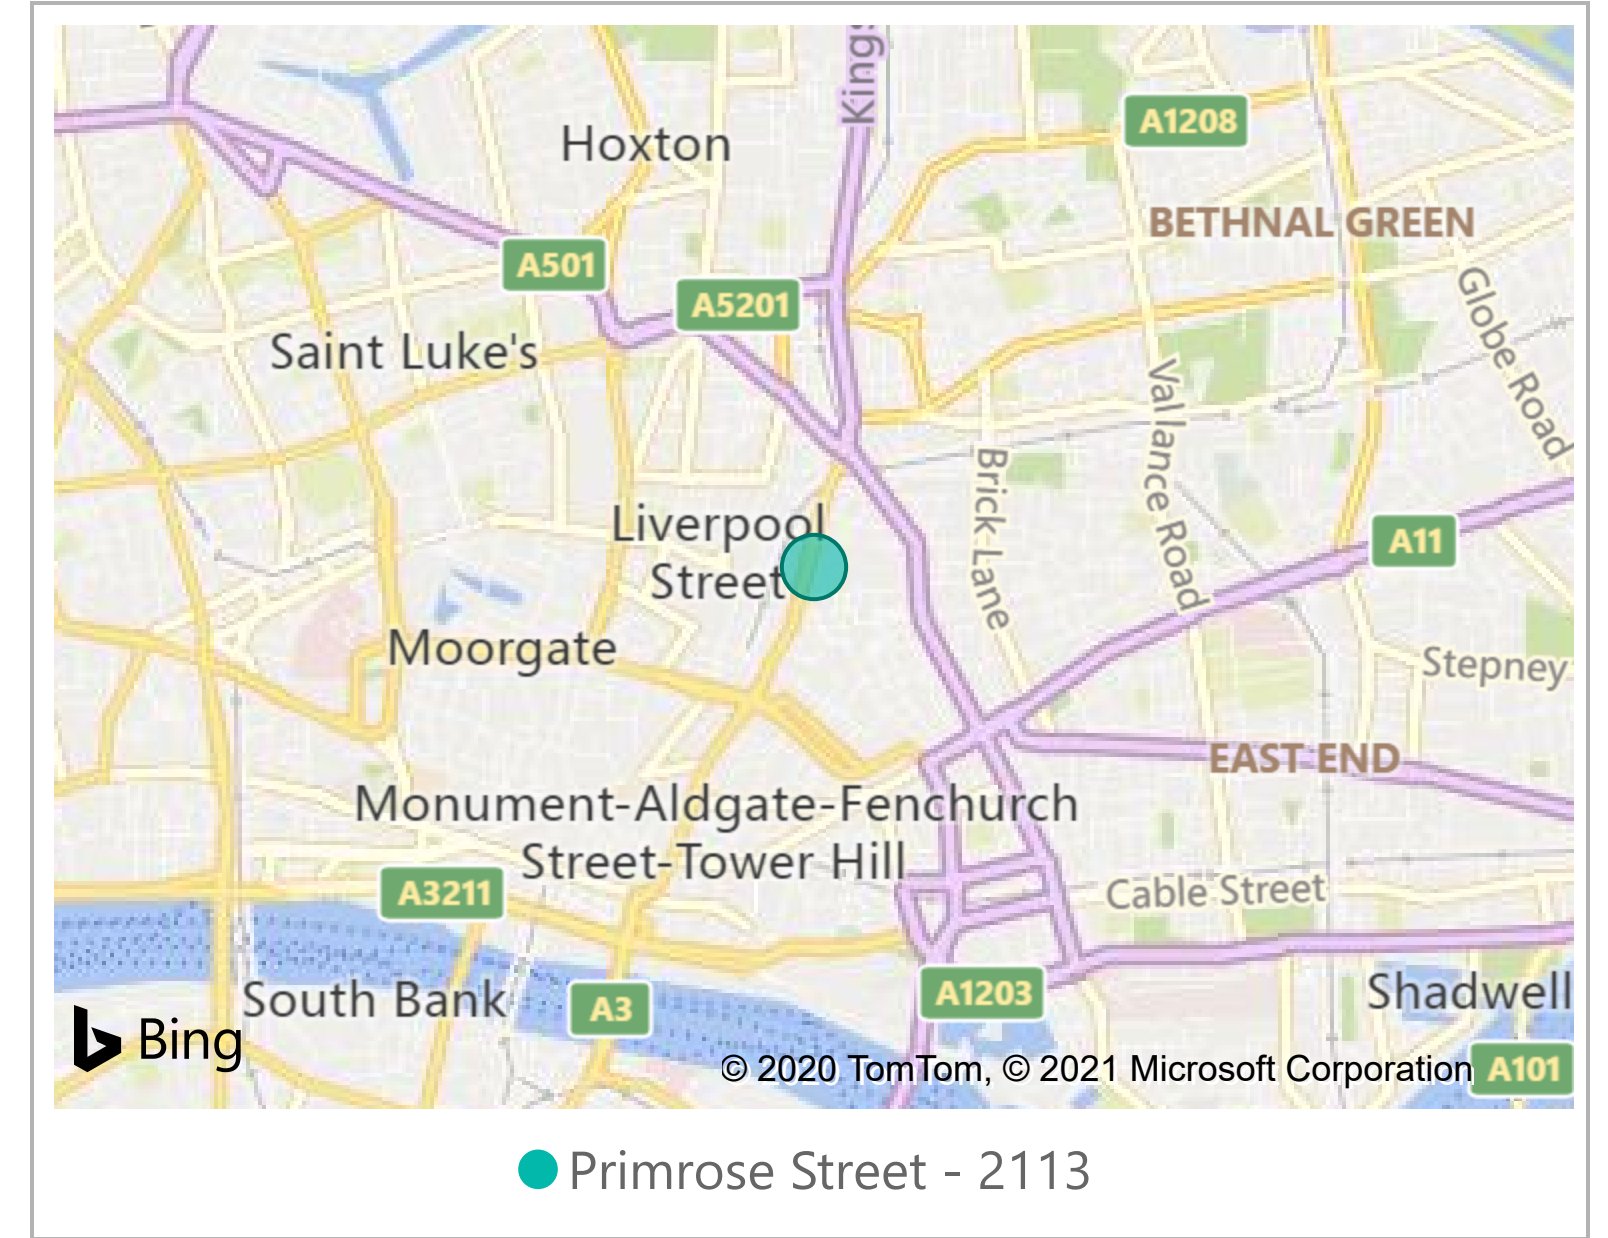 Kings
A1208
Hoxton
BETHNAL GREEN
A501
A5201
Globe Road
Saint Luke's
Vallance Road
Brick Lane
Liverpool
Street
A11
Moorgate
Stepney
EAST END
Monument-Aldgate-Fenchurch
Street-Tower Hill
A3211
Cable Street
South Bank
A3
A1203
Shadwell
Bing
© 2020 TomTom, © 2021 Microsoft Corporation
A101
Primrose Street - 2113